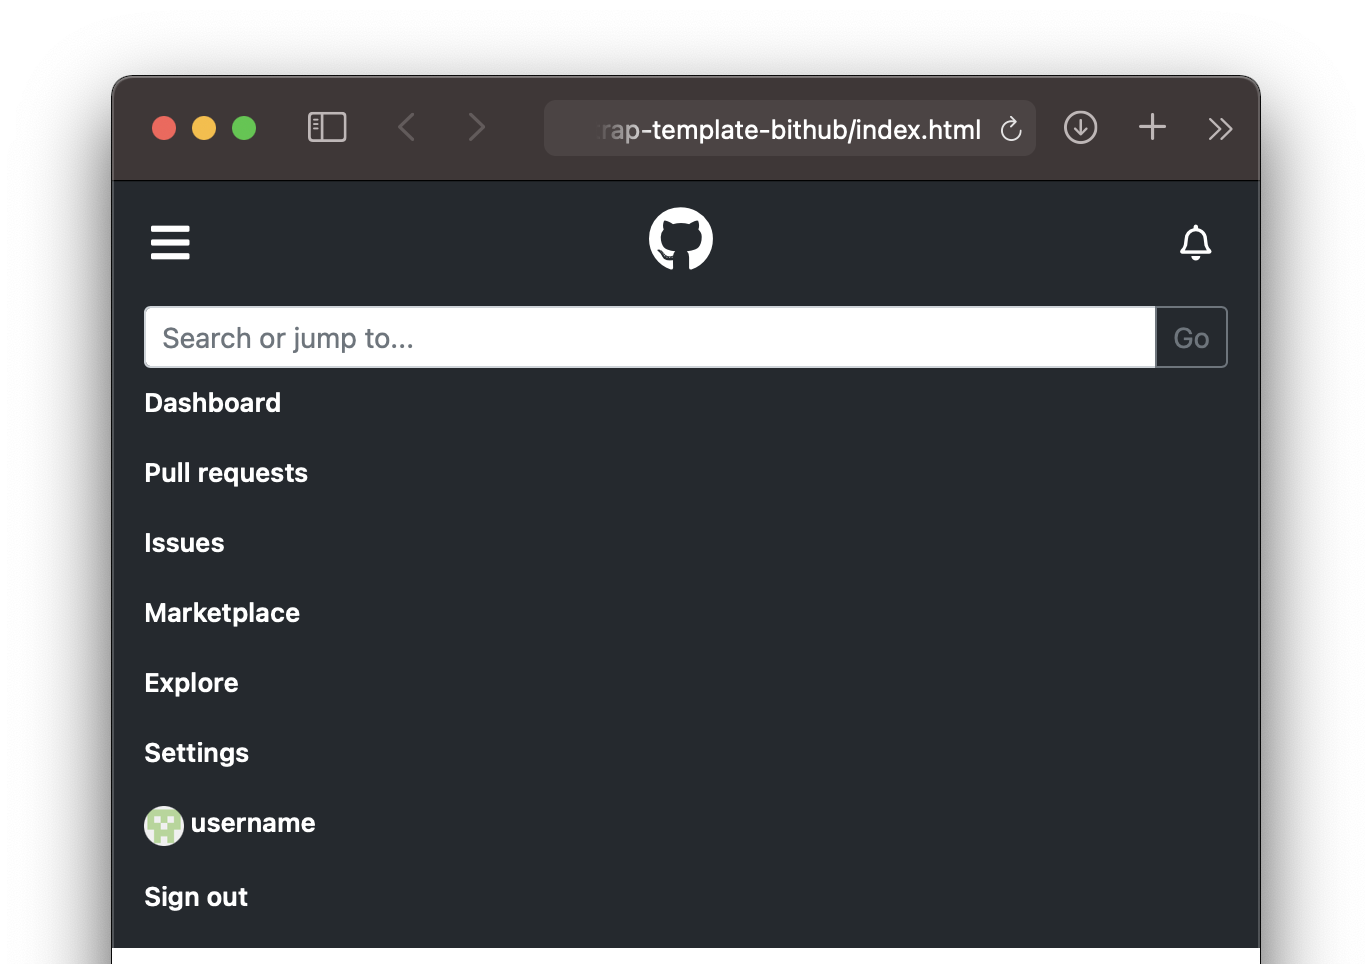 rap-template-bithub/index.html
Search or jump to...
Go
Dashboard
Pull requests
Issues
Marketplace
Explore
Settings
username
Sign out